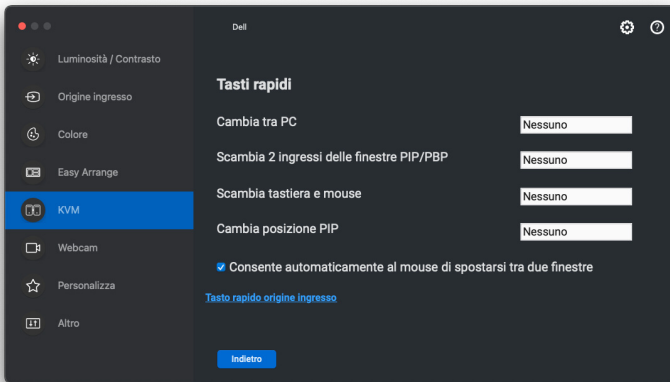 Dell
Luminosità / Contrasto
Origine ingresso
Colore
Easy Arrange
KVM
Webcam
Personalizza
Altro
Tasti rapidi
Cambia tra PC
Nessuno
Scambia 2 ingressi delle finestre PIP/PBP
Nessuno
Scambia tastiera e mouse
Nessuno
Cambia posizione PIP
Nessuno
Consente automaticamente al mouse di spostarsi tra due finestre
Tasto rapido origine ingresso
Indietro